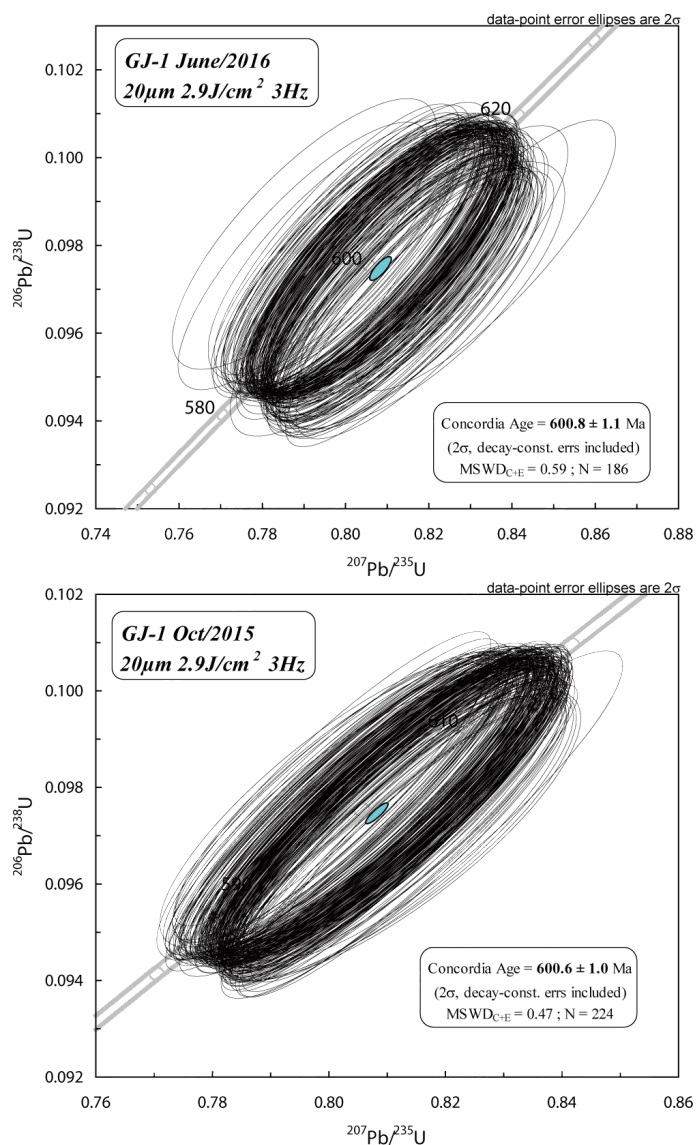 data-point error ellipses are 2σ
GJ-1 June/2016
20µm 2.9J/cm² 3Hz
0.102
0.100
0.098
0.096
0.094
0.092
²⁰⁶Pb/²³⁸U
620
600
580
Concordia Age = 600.8 ± 1.1 Ma
(2σ, decay-const. errs included)
MSWD_C+E = 0.59 ; N = 186
0.74 0.76 0.78 0.80 0.82 0.84 0.86 0.88
²⁰⁷Pb/²³⁵U
data-point error ellipses are 2σ
GJ-1 Oct/2015
20µm 2.9J/cm² 3Hz
0.102
0.100
0.098
0.096
0.094
0.092
²⁰⁶Pb/²³⁸U
610
590
Concordia Age = 600.6 ± 1.0 Ma
(2σ, decay-const. errs included)
MSWD_C+E = 0.47 ; N = 224
0.76 0.78 0.80 0.82 0.84 0.86
²⁰⁷Pb/²³⁵U